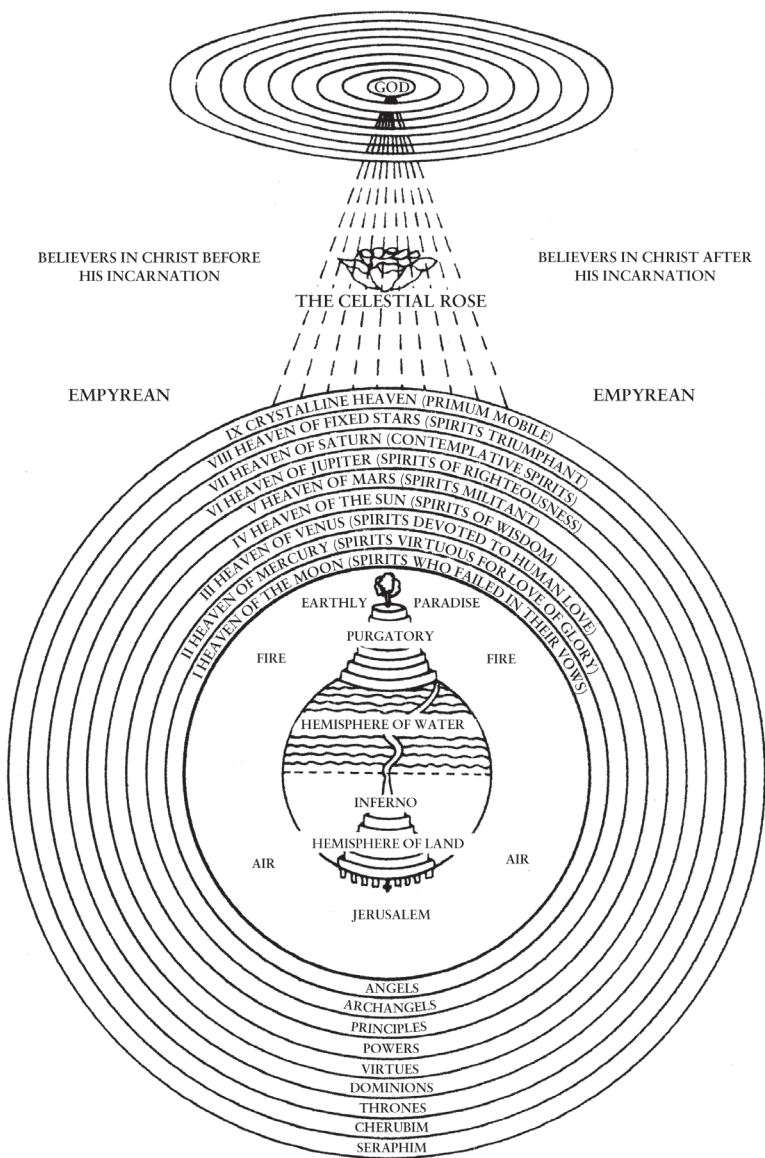 GOD
BELIEVERS IN CHRIST BEFORE
HIS INCARNATION
BELIEVERS IN CHRIST AFTER
HIS INCARNATION
THE CELESTIAL ROSE
EMPYREAN
EMPYREAN
IX CRYSTALLINE HEAVEN (PRIMUM MOBILE)
VIII HEAVEN OF FIXED STARS (SPIRITS TRIUMPHANT)
VII HEAVEN OF SATURN (CONTEMPLATIVE SPIRITS)
VI HEAVEN OF JUPITER (SPIRITS OF RIGHTEOUSNESS)
V HEAVEN OF MARS (SPIRITS MILITANT)
IV HEAVEN OF THE SUN (SPIRITS OF WISDOM)
III HEAVEN OF VENUS (SPIRITS DEVOTED TO HUMAN LOVE)
II HEAVEN OF MERCURY (SPIRITS VIRTUOUS FOR LOVE OF GLORY)
I HEAVEN OF THE MOON (SPIRITS WHO FAILED IN THEIR VOWS)
EARTHLY PARADISE
PURGATORY
FIRE
FIRE
HEMISPHERE OF WATER
INFERNO
HEMISPHERE OF LAND
AIR
AIR
JERUSALEM
ANGELS
ARCHANGELS
PRINCIPLES
POWERS
VIRTUES
DOMINIONS
THRONES
CHERUBIM
SERAPHIM